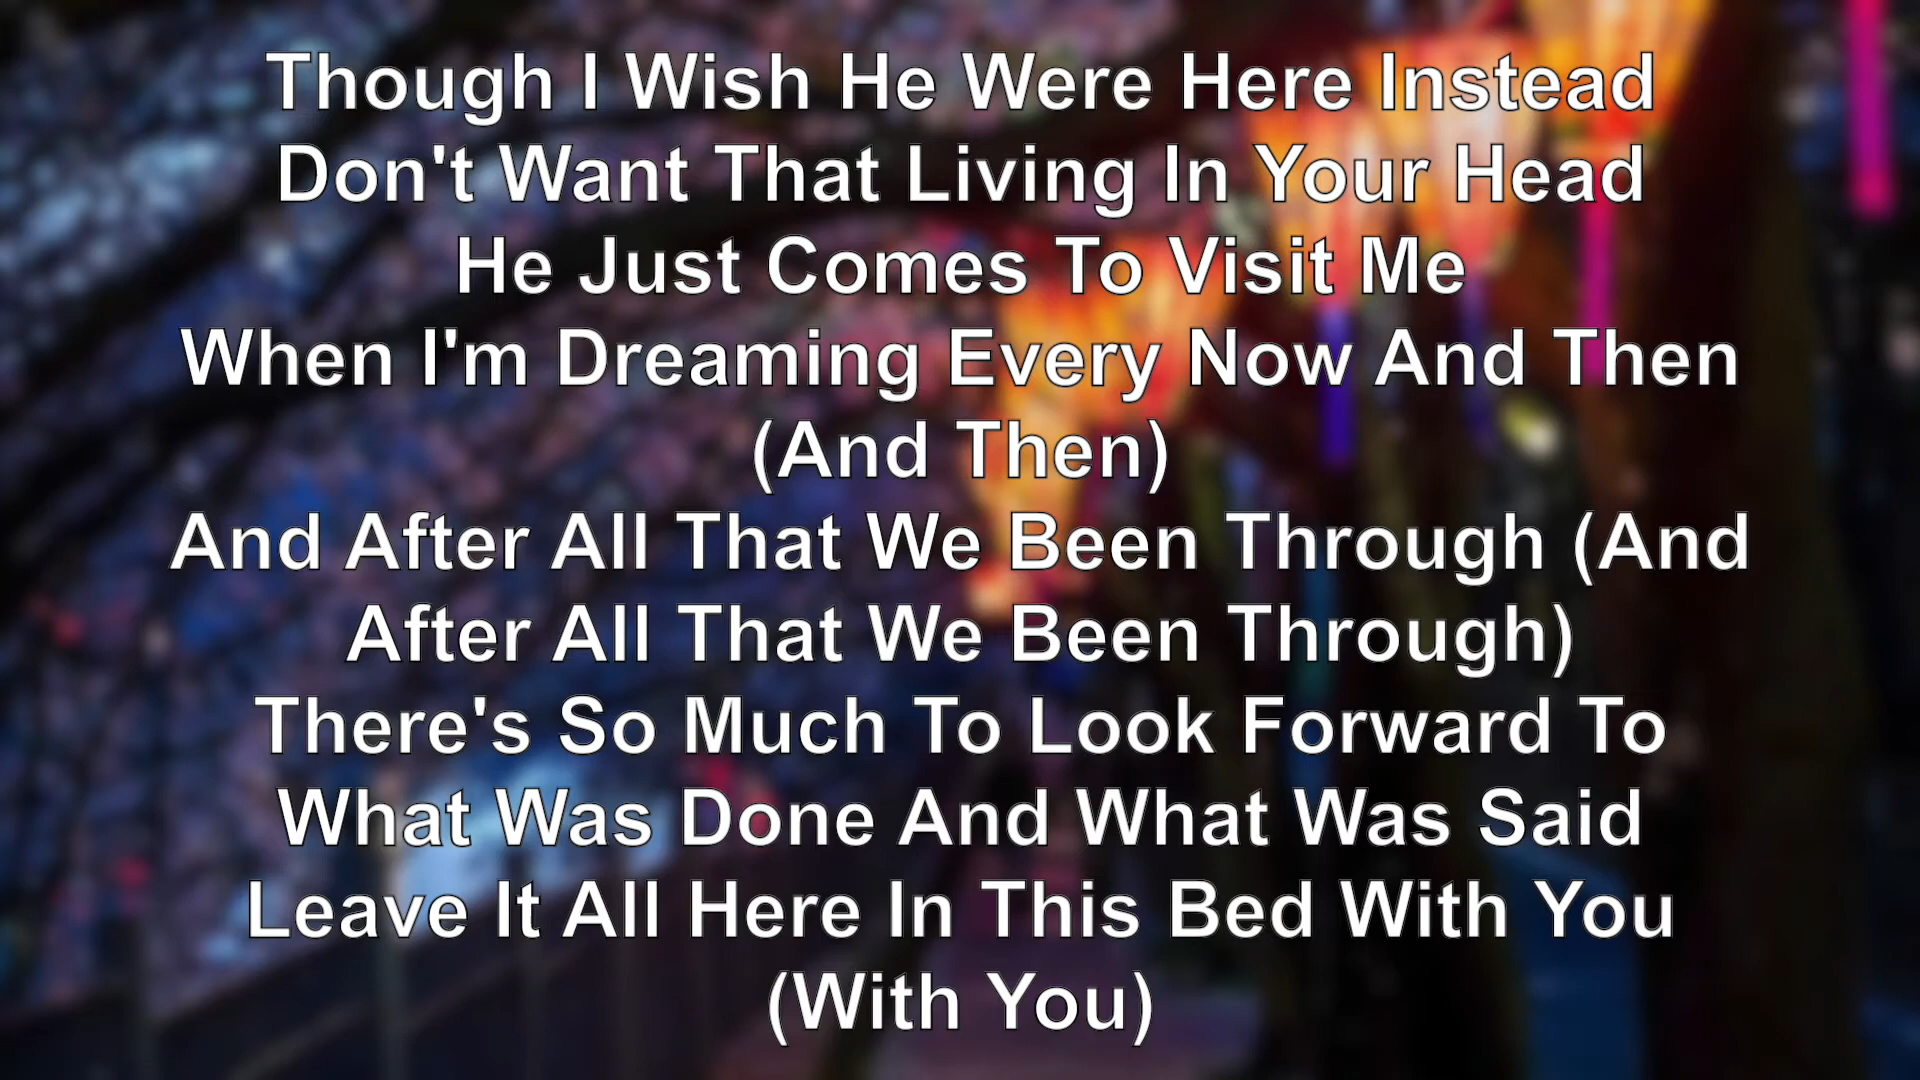 Though I Wish He Were Here Instead
Don't Want That Living In Your Head
He Just Comes To Visit Me
When I'm Dreaming Every Now And Then
(And Then)
And After All That We Been Through (And
After All That We Been Through)
There's So Much To Look Forward To
What Was Done And What Was Said
Leave It All Here In This Bed With You
(With You)